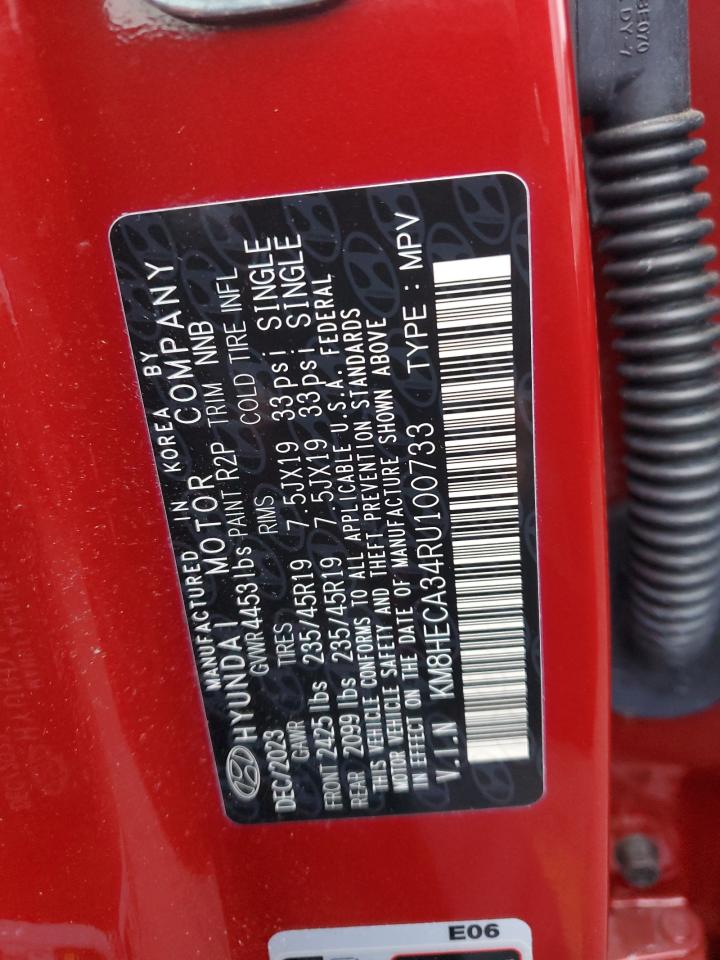 MANUFACTURED IN KOREA BY
HYUNDAI MOTOR COMPANY
DEC/2023 GVWR 4453 lbs PAINT R2P TRIM NNB
GAWR TIRES RIMS COLD TIRE INFL
FRONT 2425 lbs 235/45R19 7.5JX19 33psi SINGLE
REAR 2099 lbs 235/45R19 7.5JX19 33psi SINGLE
THIS VEHICLE CONFORMS TO ALL APPLICABLE U.S.A. FEDERAL
MOTOR VEHICLE SAFETY AND THEFT PREVENTION STANDARDS
IN EFFECT ON THE DATE OF MANUFACTURE SHOWN ABOVE
V.I.N KM8HECA34RU100733 TYPE : MPV
E06
DY-4